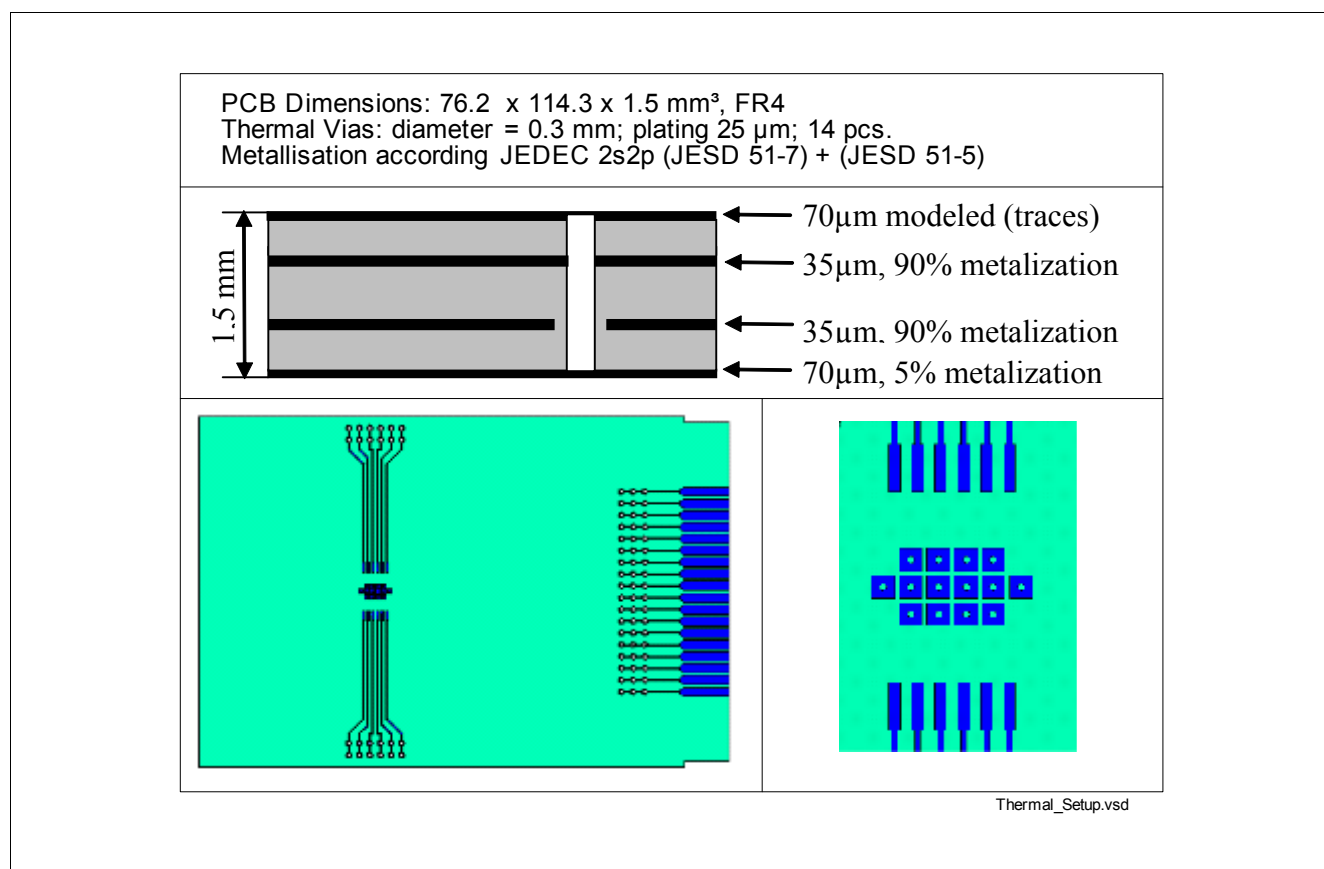 PCB Dimensions: 76.2 x 114.3 x 1.5 mm³, FR4
Thermal Vias: diameter = 0.3 mm; plating 25 µm; 14 pcs.
Metallisation according JEDEC 2s2p (JESD 51-7) + (JESD 51-5)
1.5 mm
70µm modeled (traces)
35µm, 90% metalization
35µm, 90% metalization
70µm, 5% metalization
Thermal_Setup.vsd